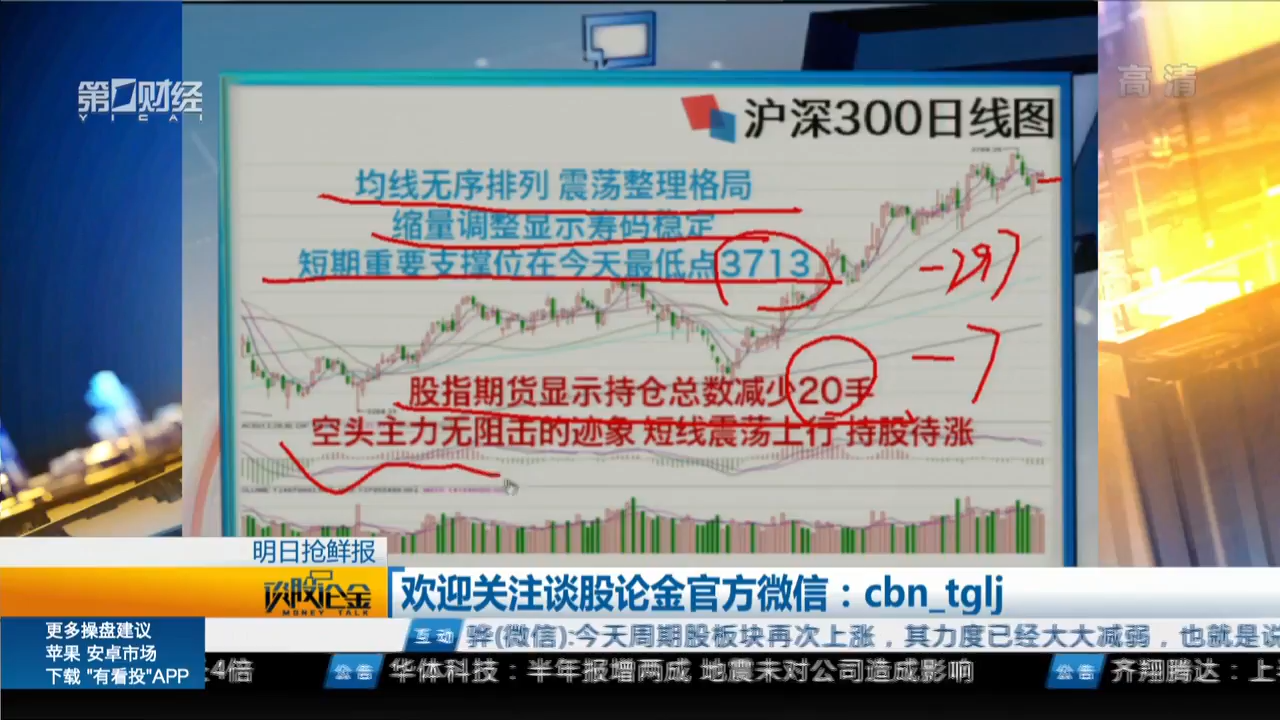 第一财经
YICAI
高清
沪深300日线图
均线无序排列 震荡整理格局
缩量调整显示筹码稳定
短期重要支撑位在今天最低点3713
-297
-7
股指期货显示持仓总数减少20手
空头主力无阻击的迹象 短线震荡上行 持股待涨
明日抢鲜报
谈股论金
MONEY TALK
欢迎关注谈股论金官方微信：cbn_tglj
更多操盘建议
苹果 安卓市场
下载 "有看投"APP
互动 骅(微信):今天周期股板块再次上涨，其力度已经大大减弱，也就是说
4倍 公告 华体科技：半年报增两成 地震未对公司造成影响 公告 齐翔腾达：上